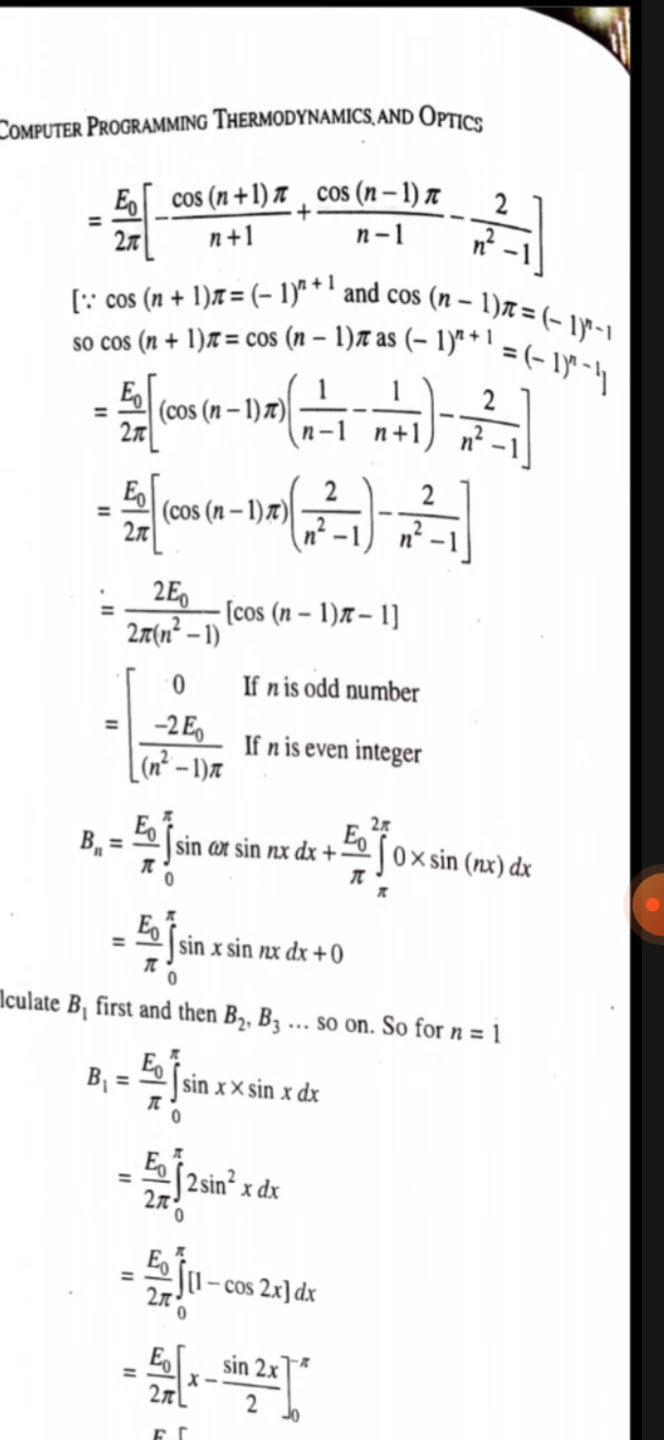 COMPUTER PROGRAMMING THERMODYNAMICS, AND OPTICS
= E₀/2π [ − cos (n + 1) π / n + 1 + cos (n − 1) π / n − 1 − 2 / n² − 1 ]
[∵ cos (n + 1)π = (− 1)ⁿ ⁺ ¹ and cos (n − 1)π = (− 1)ⁿ ⁻ ¹
so cos (n + 1)π = cos (n − 1)π as (− 1)ⁿ ⁺ ¹ = (− 1)ⁿ ⁻ ¹]
= E₀/2π [ (cos (n − 1) π) ( 1 / n − 1 − 1 / n + 1 ) − 2 / n² − 1 ]
= E₀/2π [ (cos (n − 1) π) ( 2 / n² − 1 ) − 2 / n² − 1 ]
= 2E₀ / 2π(n² − 1) [cos (n − 1)π − 1]
= [ 0 If n is odd number
−2 E₀ / (n² − 1)π If n is even integer
Bₙ = E₀/π ∫₀^π sin ωt sin nx dx + E₀/π ∫_π^2π 0 × sin (nx) dx
= E₀/π ∫₀^π sin x sin nx dx + 0
lculate B₁ first and then B₂, B₃ ... so on. So for n = 1
B₁ = E₀/π ∫₀^π sin x × sin x dx
= E₀/2π ∫₀^π 2 sin² x dx
= E₀/2π ∫₀^π [1 − cos 2x] dx
= E₀/2π [ x − sin 2x / 2 ]₀^−π